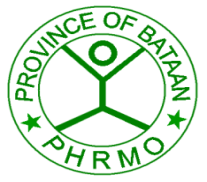 PROVINCE OF BATAAN
PHRMO